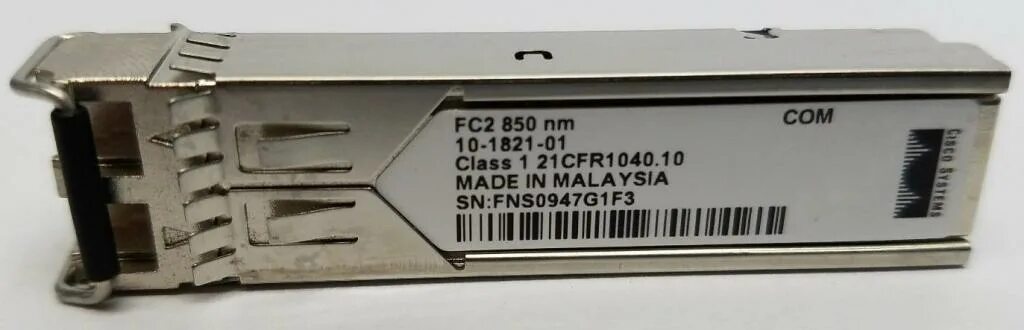 FC2 850 nm
COM
10-1821-01
Class 1 21CFR1040.10
MADE IN MALAYSIA
SN:FNS0947G1F3
CISCO SYSTEMS